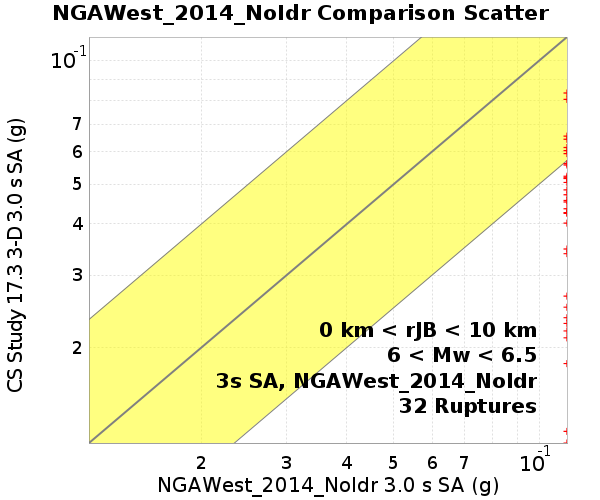 NGAWest_2014_NoIdr Comparison Scatter
CS Study 17.3 3-D 3.0 s SA (g)
10-1
7
6
5
4
3
2
0 km < rJB < 10 km
6 < Mw < 6.5
3s SA, NGAWest_2014_NoIdr
32 Ruptures
2 3 4 5 6 7 10-1
NGAWest_2014_NoIdr 3.0 s SA (g)